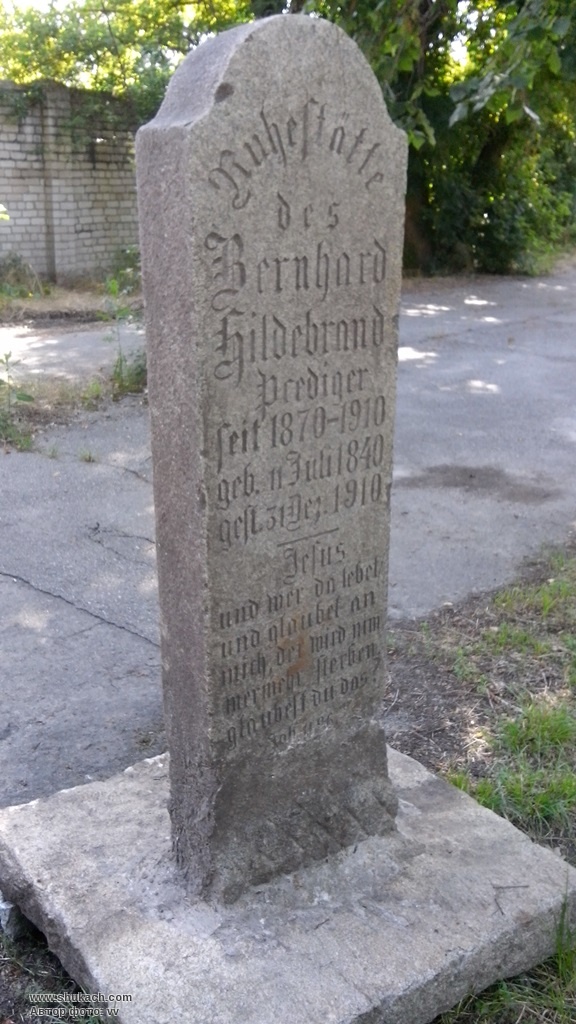 Ruhestätte
des
Bernhard
Hildebrand
Prediger
seit 1870-1910
geb. 11 Juli 1840
gest. 31 Dez. 1910
Jesus
und wer da lebet
und glaubet an
mich, der wird nim
mermehr sterben,
glaubest du das?
www.shukach.com
Автор фото: vv